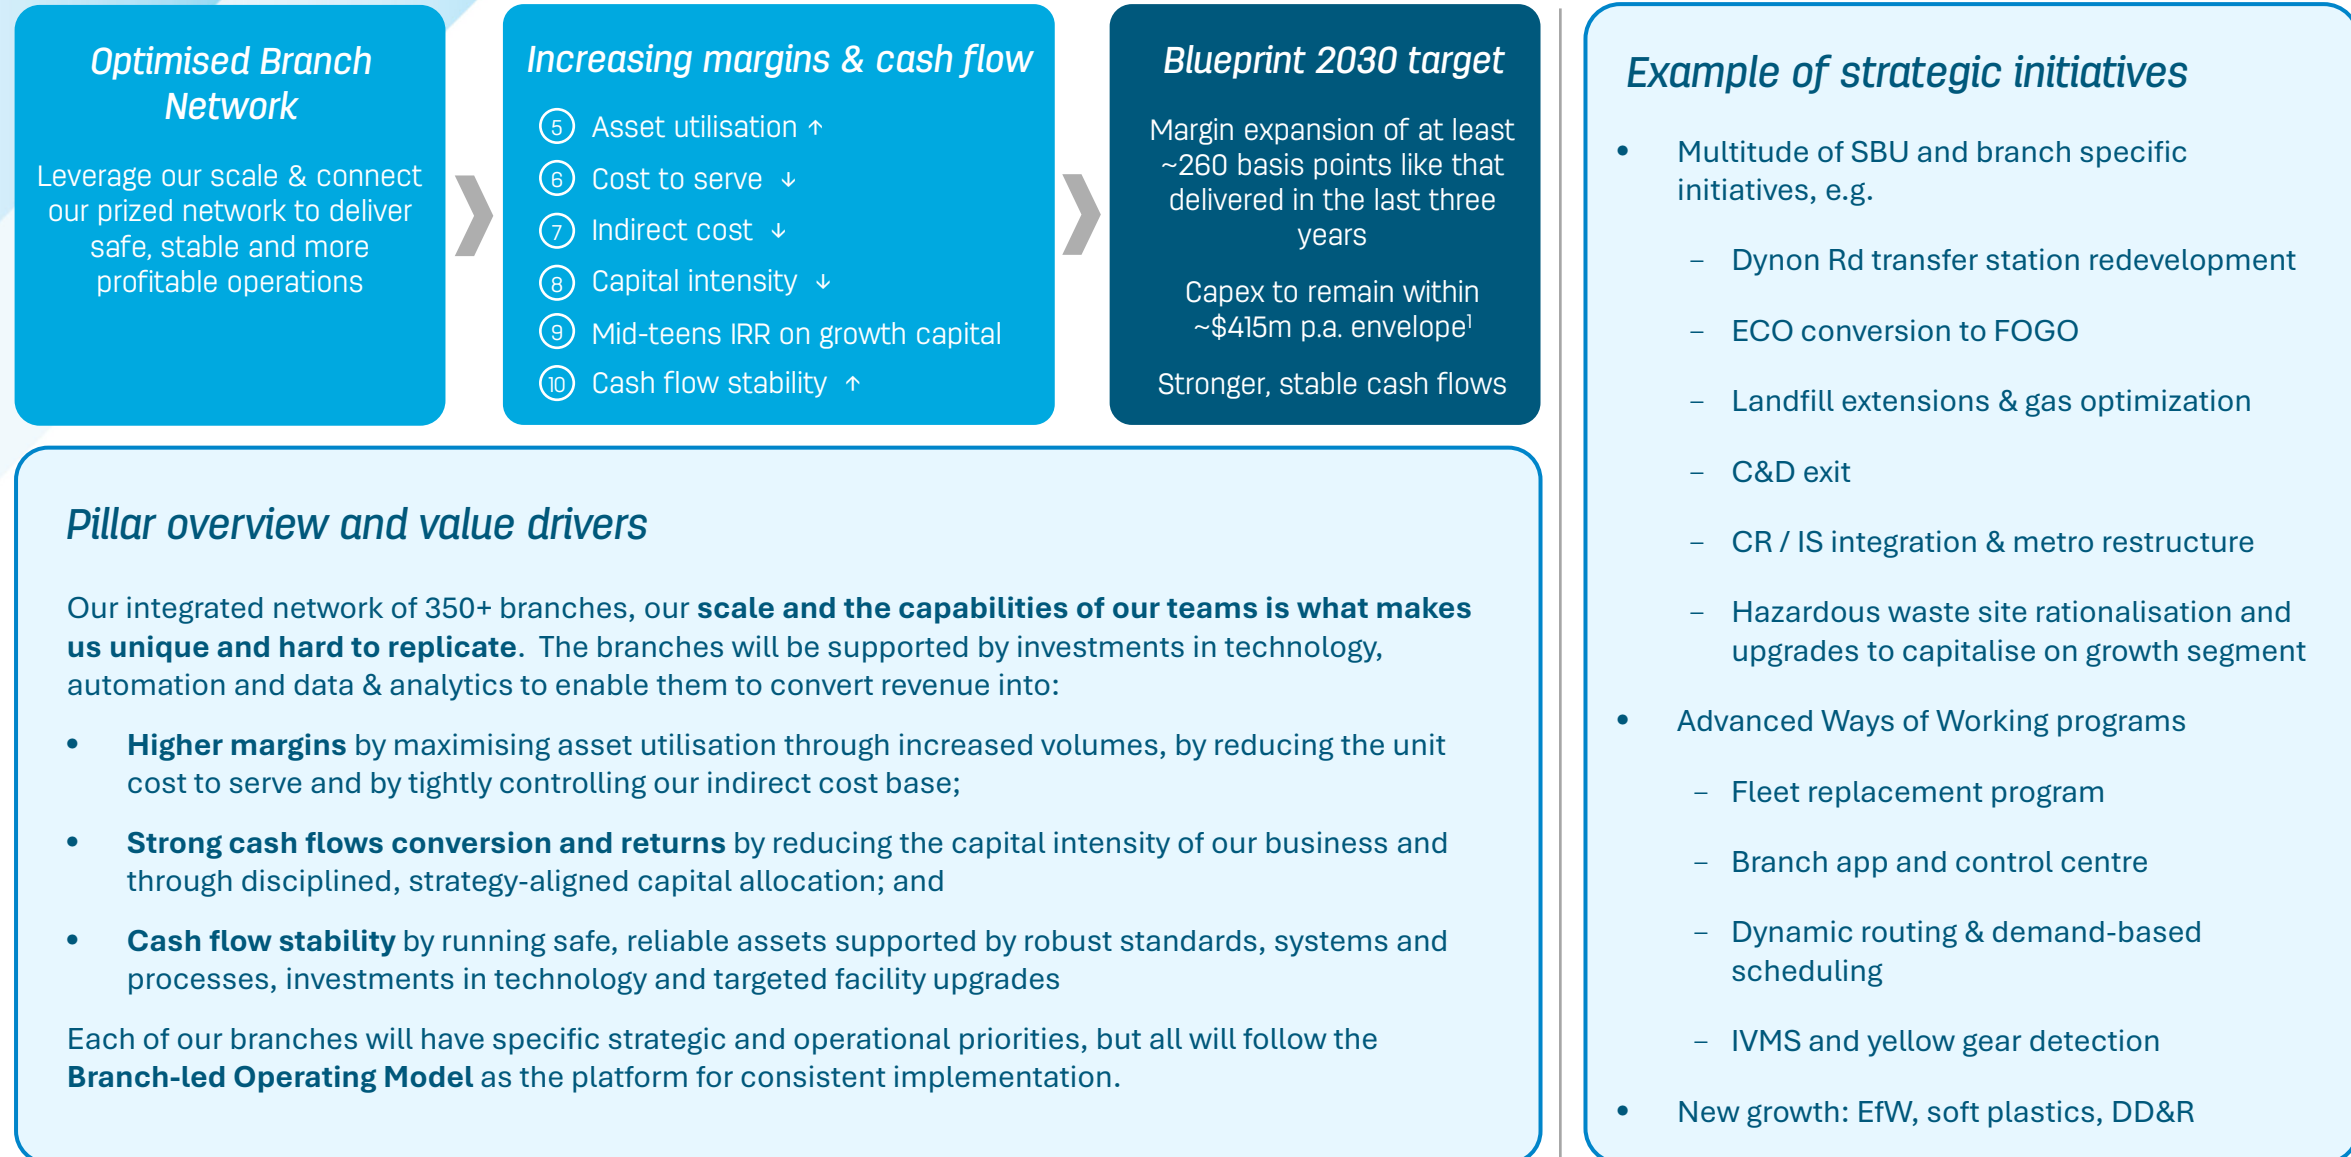 Optimised Branch
Network
Leverage our scale & connect
our prized network to deliver
safe, stable and more
profitable operations
Increasing margins & cash flow
5 Asset utilisation ↑
6 Cost to serve ↓
7 Indirect cost ↓
8 Capital intensity ↓
9 Mid-teens IRR on growth capital
10 Cash flow stability ↑
Blueprint 2030 target
Margin expansion of at least
~260 basis points like that
delivered in the last three
years
Capex to remain within
~$415m p.a. envelope¹
Stronger, stable cash flows
Pillar overview and value drivers
Our integrated network of 350+ branches, our scale and the capabilities of our teams is what makes
us unique and hard to replicate. The branches will be supported by investments in technology,
automation and data & analytics to enable them to convert revenue into:
• Higher margins by maximising asset utilisation through increased volumes, by reducing the unit
cost to serve and by tightly controlling our indirect cost base;
• Strong cash flows conversion and returns by reducing the capital intensity of our business and
through disciplined, strategy-aligned capital allocation; and
• Cash flow stability by running safe, reliable assets supported by robust standards, systems and
processes, investments in technology and targeted facility upgrades
Each of our branches will have specific strategic and operational priorities, but all will follow the
Branch-led Operating Model as the platform for consistent implementation.
Example of strategic initiatives
• Multitude of SBU and branch specific
initiatives, e.g.
– Dynon Rd transfer station redevelopment
– ECO conversion to FOGO
– Landfill extensions & gas optimization
– C&D exit
– CR / IS integration & metro restructure
– Hazardous waste site rationalisation and
upgrades to capitalise on growth segment
• Advanced Ways of Working programs
– Fleet replacement program
– Branch app and control centre
– Dynamic routing & demand-based
scheduling
– IVMS and yellow gear detection
• New growth: EfW, soft plastics, DD&R